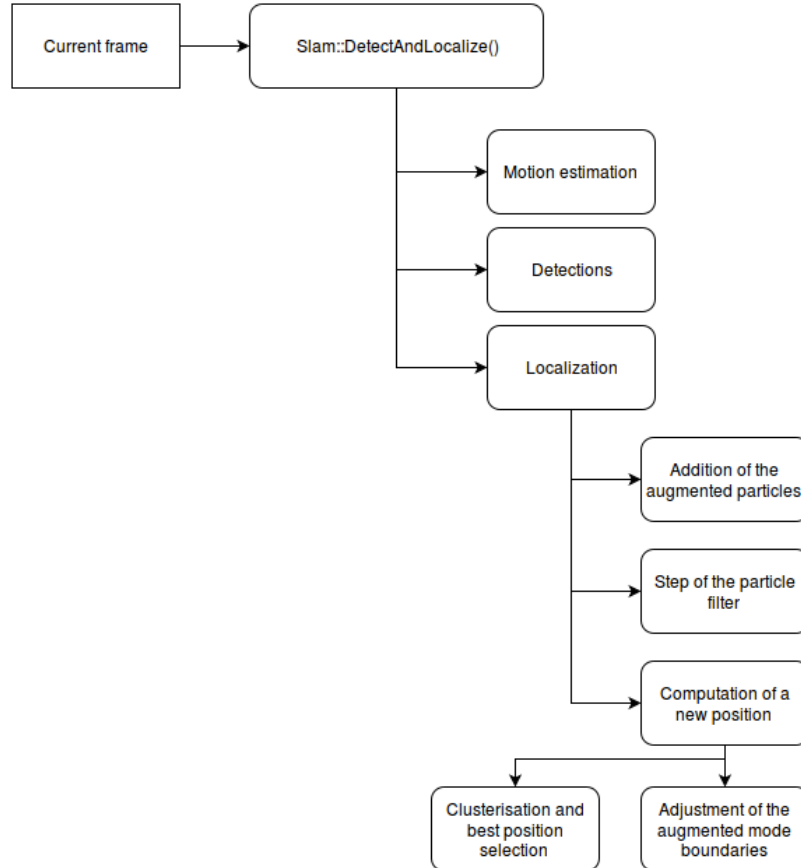 Current frame
Slam::DetectAndLocalize()
Motion estimation
Detections
Localization
Addition of the
augmented particles
Step of the particle
filter
Computation of a
new position
Clusterisation and
best position
selection
Adjustment of the
augmented mode
boundaries